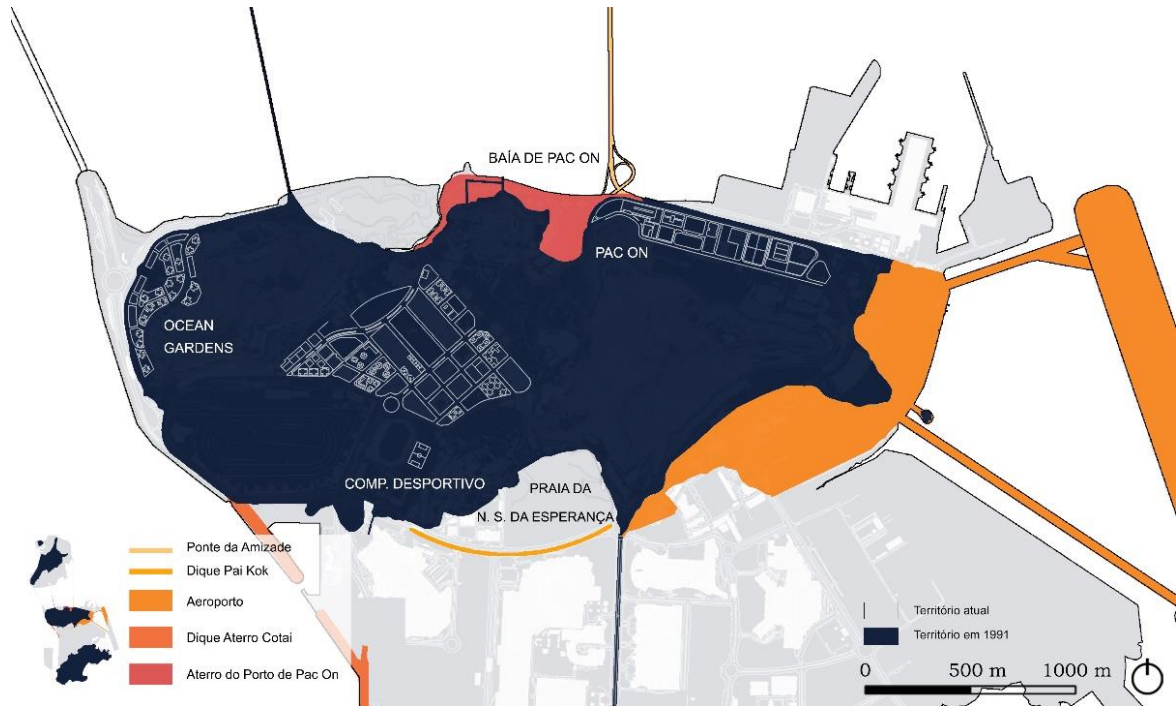 BAÍA DE PAC ON
PAC ON
OCEAN
GARDENS
COMP. DESPORTIVO
PRAIA DA
N. S. DA ESPERANÇA
Ponte da Amizade
Dique Pai Kok
Aeroporto
Dique Aterro Cotai
Aterro do Porto de Pac On
Território atual
Território em 1991
0 500 m 1000 m